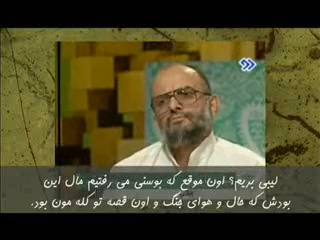 لیبی بریم؟ اون موقع که بوسنی می رفتیم حال این
بودش که حال و هوای جنگ و اون قصه تو کله مون بود.